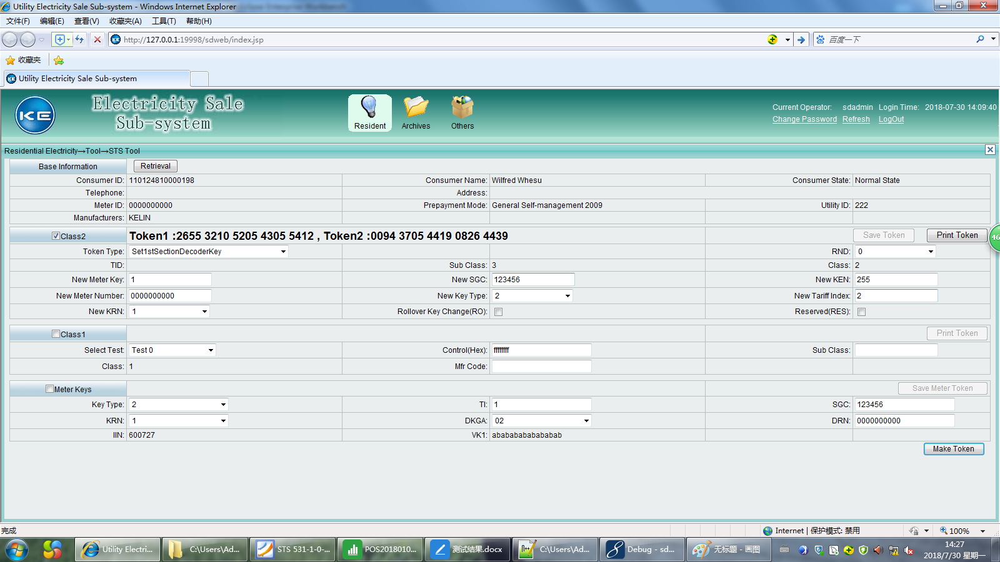 Utility Electricity Sale Sub-system - Windows Internet Explorer
文件(F) 编辑(E) 查看(V) 收藏夹(A) 工具(T) 帮助(H)
http://127.0.0.1:19998/sdweb/index.jsp 百度一下
收藏夹
Utility Electricity Sale Sub-system
KE Electricity Sale Sub-system
Resident Archives Others
Current Operator: sdadmin Login Time: 2018-07-30 14:09:40
Change Password Refresh LogOut
Residential Electricity→Tool→STS Tool
Base Information Retrieval
Consumer ID: 110124810000198 Consumer Name: Wilfred Whesu Consumer State: Normal State
Telephone: Address:
Meter ID: 0000000000 Prepayment Mode: General Self-management 2009 Utility ID: 222
Manufacturers: KELIN
Class2 Token1 :2655 3210 5205 4305 5412 , Token2 :0094 3705 4419 0826 4439 Save Token Print Token 46
Token Type: Set1stSectionDecoderKey RND: 0
TID: Sub Class: 3 Class: 2
New Meter Key: 1 New SGC: 123456 New KEN: 255
New Meter Number: 0000000000 New Key Type: 2 New Tariff Index: 2
New KRN: 1 Rollover Key Change(RO): Reserved(RES):
Class1 Print Token
Select Test: Test 0 Control(Hex): ffffffff Sub Class:
Class: 1 Mfr Code:
Meter Keys Save Meter Token
Key Type: 2 TI: 1 SGC: 123456
KRN: 1 DKGA: 02 DRN: 0000000000
IIN: 600727 VK1: abababababababab
Make Token
完成 Internet | 保护模式: 禁用 100%
Utility Electri... C:\Users\Ad... STS 531-1-0-... POS2018010... 测试结果.docx C:\Users\Ad... Debug - sd... 无标题 - 画图 14:27
2018/7/30 星期一